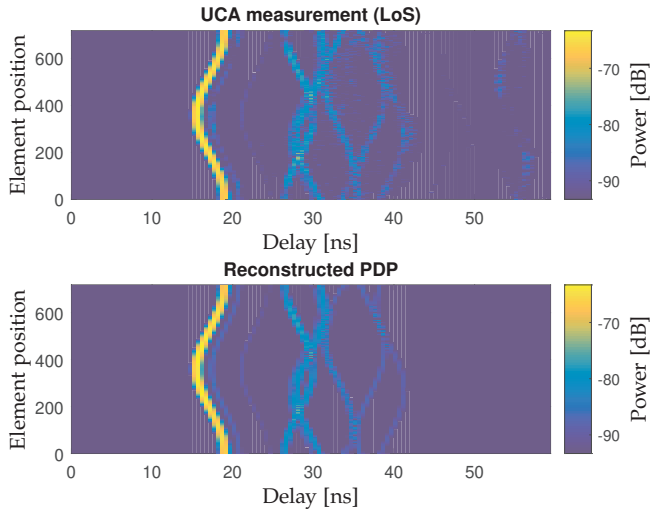 UCA measurement (LoS)
Element position
600
400
200
0
0 10 20 30 40 50
Delay [ns]
-70
-80
-90
Power [dB]
Reconstructed PDP
Element position
600
400
200
0
0 10 20 30 40 50
Delay [ns]
-70
-80
-90
Power [dB]